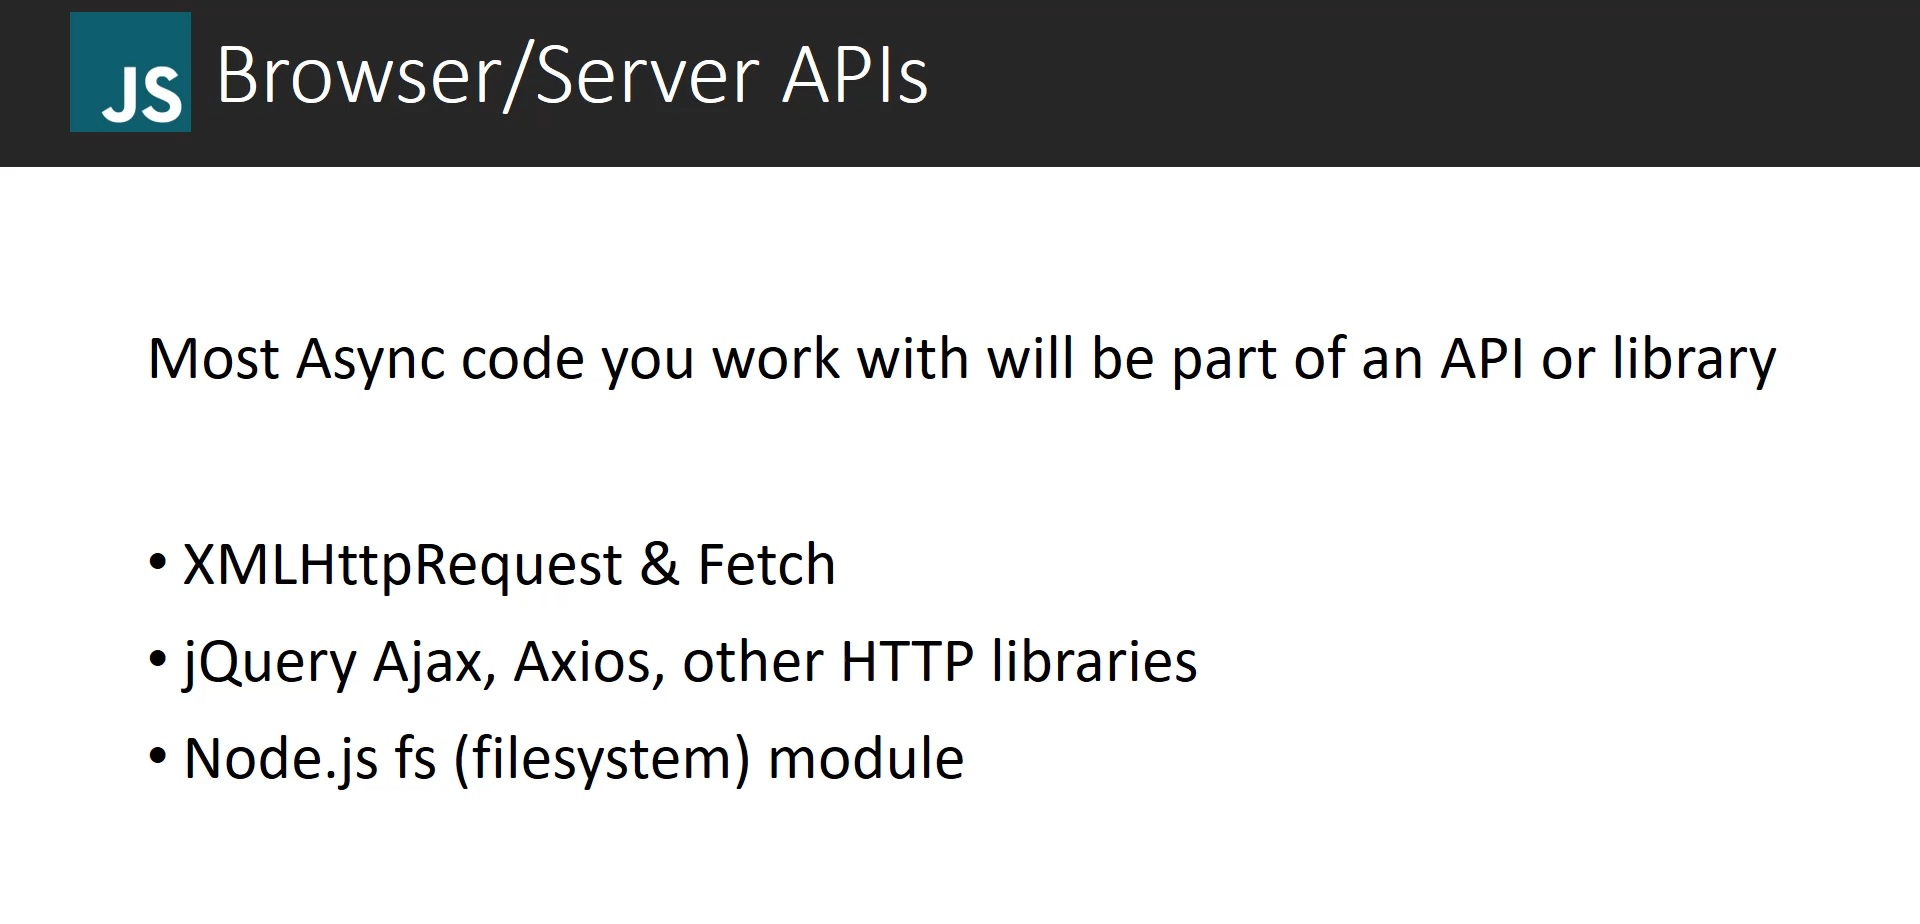 JS
Browser/Server APIs
Most Async code you work with will be part of an API or library
• XMLHttpRequest & Fetch
• jQuery Ajax, Axios, other HTTP libraries
• Node.js fs (filesystem) module